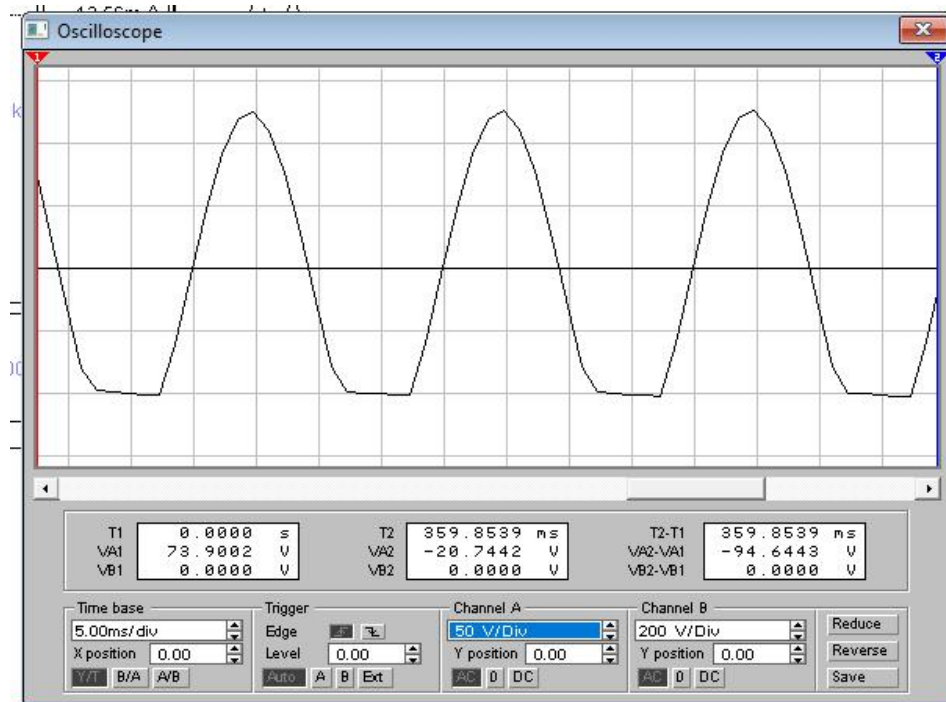 Oscilloscope
1
2
T1 0.0000 s
VA1 73.9002 V
VB1 0.0000 V
T2 359.8539 ms
VA2 -20.7442 V
VB2 0.0000 V
T2-T1 359.8539 ms
VA2-VA1 -94.6443 V
VB2-VB1 0.0000 V
Time base
5.00ms/div
X position 0.00
Y/T B/A A/B
Trigger
Edge
Level 0.00
Auto A B Ext
Channel A
50 V/Div
Y position 0.00
AC 0 DC
Channel B
200 V/Div
Y position 0.00
AC 0 DC
Reduce
Reverse
Save